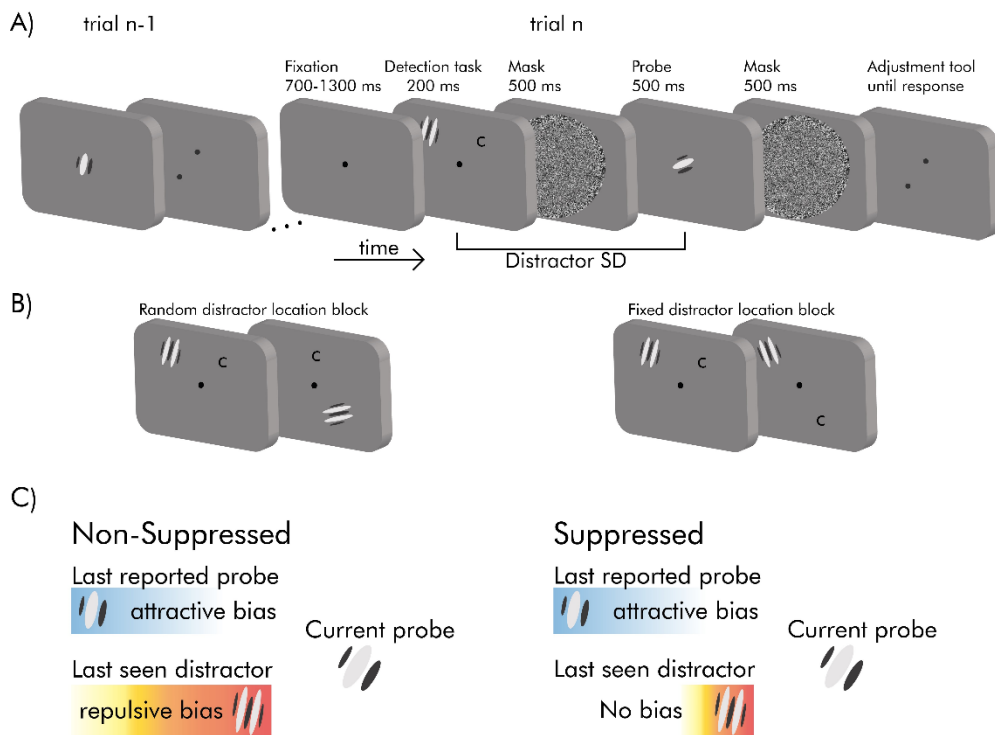 A)
trial n-1
trial n
Fixation
700-1300 ms
Detection task
200 ms
Mask
500 ms
Probe
500 ms
Mask
500 ms
Adjustment tool
until response
c
time
Distractor SD
B)
Random distractor location block
Fixed distractor location block
c
c
c
c
C)
Non-Suppressed
Suppressed
Last reported probe
attractive bias
Current probe
Last seen distractor
repulsive bias
Last reported probe
attractive bias
Current probe
Last seen distractor
No bias